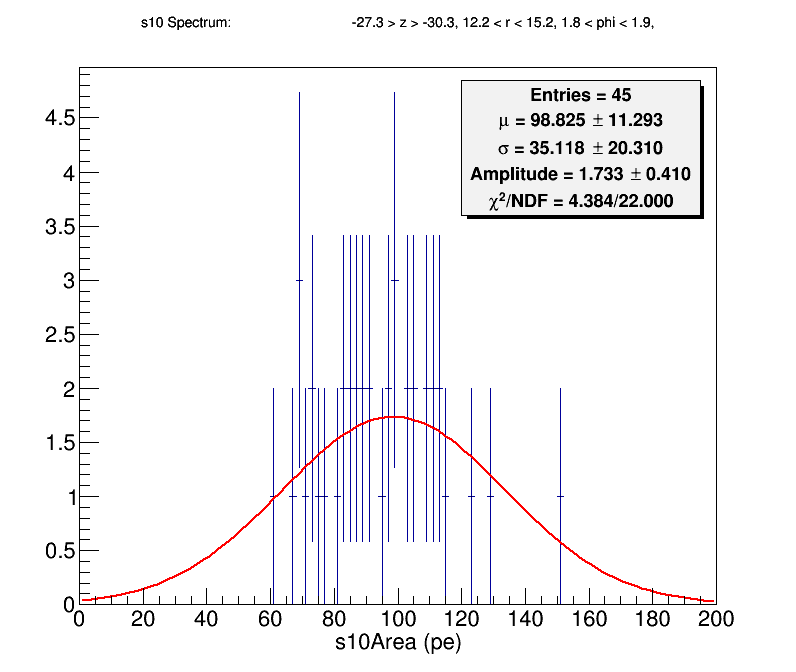 s10 Spectrum: -27.3 > z > -30.3, 12.2 < r < 15.2, 1.8 < phi < 1.9,
Entries = 45
μ = 98.825 ± 11.293
σ = 35.118 ± 20.310
Amplitude = 1.733 ± 0.410
χ²/NDF = 4.384/22.000
4.5
4
3.5
3
2.5
2
1.5
1
0.5
0
0 20 40 60 80 100 120 140 160 180 200
s10Area (pe)